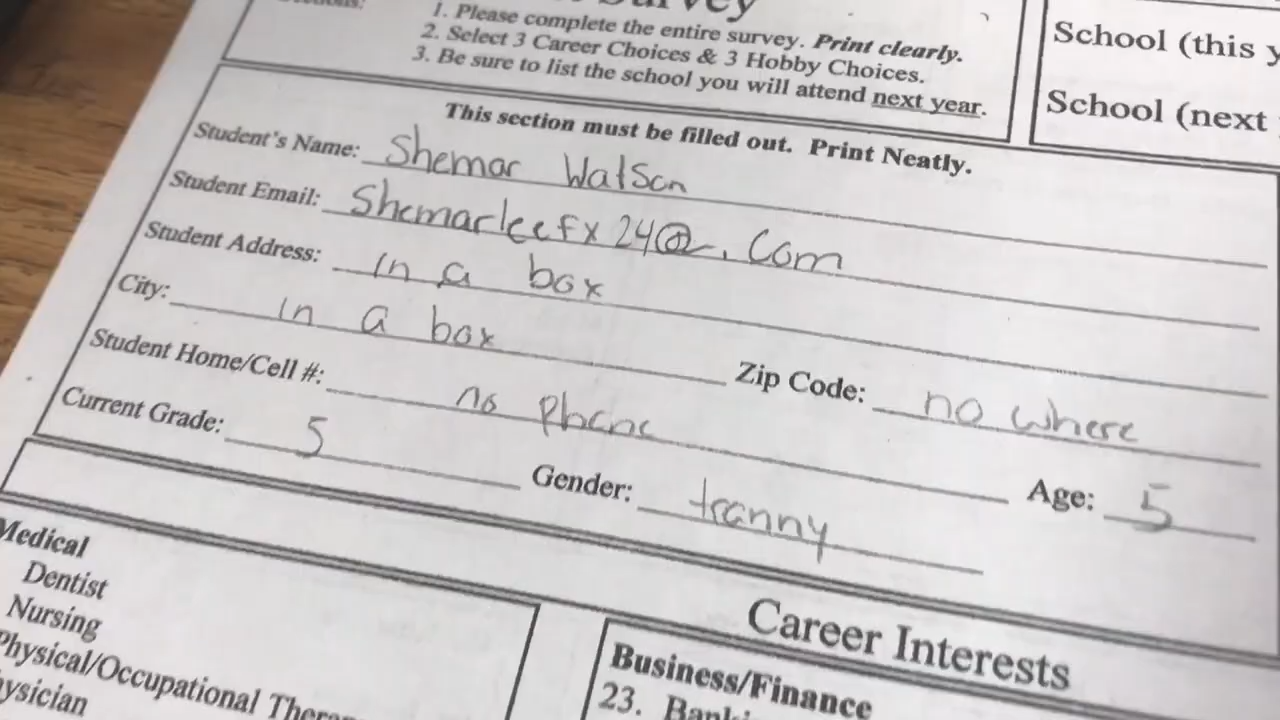 Survey
1. Please complete the entire survey. Print clearly.
2. Select 3 Career Choices & 3 Hobby Choices.
3. Be sure to list the school you will attend next year.
School (this y
School (next
This section must be filled out. Print Neatly.
Student's Name: Shemar Watson
Student Email: Shemarleefx24@.com
Student Address: in a box
City: in a box
Zip Code: no where
Student Home/Cell #: no phone
Current Grade: 5
Gender: tranny
Age: 5
Career Interests
Medical
Dentist
Nursing
Physical/Occupational Thera
ysician
Business/Finance
23. Banki